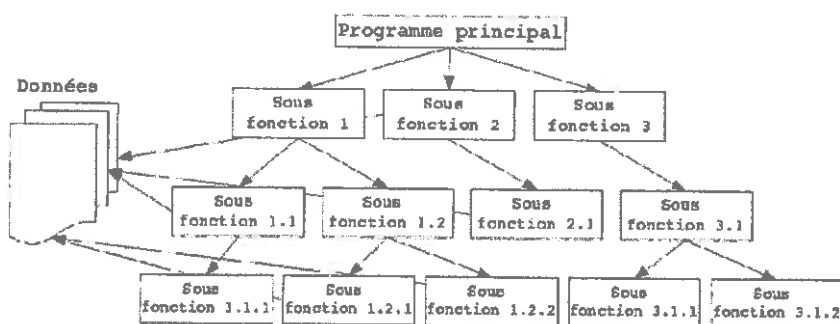 Programme principal
Données
Sous
fonction 1
Sous
fonction 2
Sous
fonction 3
Sous
fonction 1.1
Sous
fonction 1.2
Sous
fonction 2.1
Sous
fonction 3.1
Sous
fonction 3.1.1
Sous
fonction 1.2.1
Sous
fonction 1.2.2
Sous
fonction 3.1.1
Sous
fonction 3.1.2